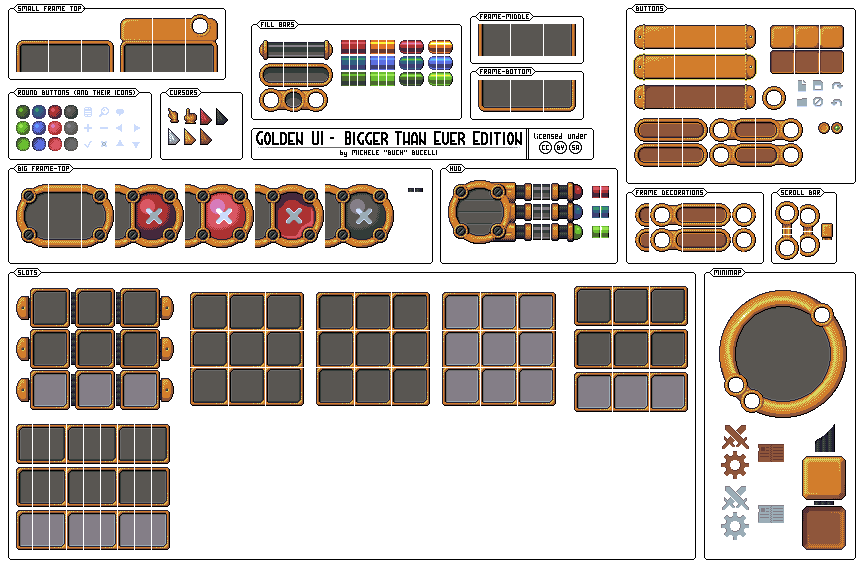 SMALL FRAME TOP
FILL BARS
FRAME-MIDDLE
BUTTONS
FRAME-BOTTOM
ROUND BUTTONS (AND THEIR ICONS)
CURSORS
GOLDEN UI - BIGGER THAN EVER EDITION
by MICHELE "BUCH" BUCELLI
licensed under
CC BY SA
BIG FRAME-TOP
HUD
FRAME DECORATIONS
SCROLL BAR
SLOTS
MINIMAP